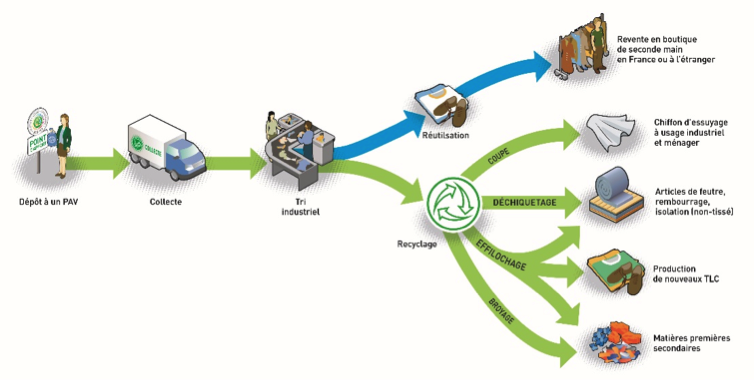 Revente en boutique
de seconde main
en France ou à l'étranger
Réutilsation
POINT
COLLECTE
Dépôt à un PAV
Collecte
Tri
industriel
Recyclage
COUPE
Chiffon d'essuyage
à usage industriel
et ménager
DÉCHIQUETAGE
Articles de feutre,
rembourrage,
isolation (non-tissé)
EFFILOCHAGE
Production
de nouveaux TLC
BROYAGE
Matières premières
secondaires